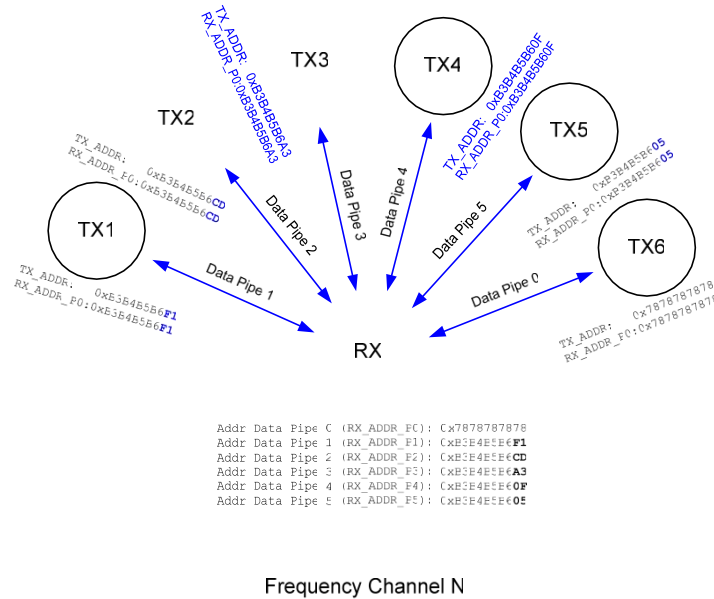 TX3
TX_ADDR: 0xB3B4B5B6A3
RX_ADDR_P0:0xB3B4B5B6A3
TX4
TX_ADDR: 0xB3B4B5B60F
RX_ADDR_P0:0xB3B4B5B60F
TX2
TX_ADDR: 0xB3B4B5B6CD
RX_ADDR_P0:0xB3B4B5B6CD
TX5
TX_ADDR: 0xB3B4B5B605
RX_ADDR_P0:0xB3B4B5B605
TX1
TX_ADDR: 0xB3B4B5B6F1
RX_ADDR_P0:0xB3B4B5B6F1
TX6
TX_ADDR: 0x7878787878
RX_ADDR_P0:0x7878787878
Data Pipe 1
Data Pipe 2
Data Pipe 3
Data Pipe 4
Data Pipe 5
Data Pipe 0
RX
Addr Data Pipe 0 (RX_ADDR_P0): 0x7878787878
Addr Data Pipe 1 (RX_ADDR_P1): 0xB3B4B5B6F1
Addr Data Pipe 2 (RX_ADDR_P2): 0xB3B4B5B6CD
Addr Data Pipe 3 (RX_ADDR_P3): 0xB3B4B5B6A3
Addr Data Pipe 4 (RX_ADDR_P4): 0xB3B4B5B60F
Addr Data Pipe 5 (RX_ADDR_P5): 0xB3B4B5B605
Frequency Channel N